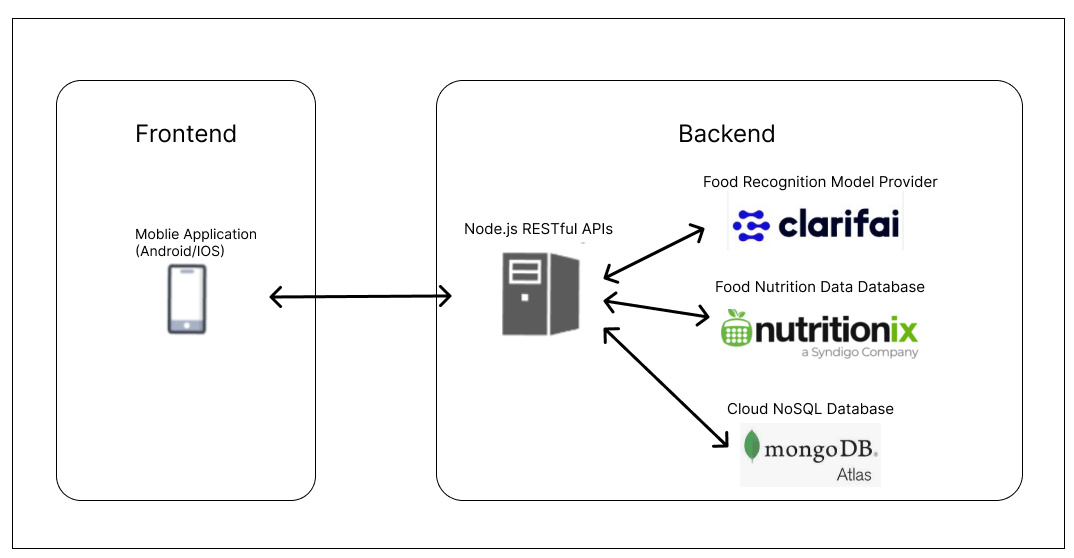 Frontend
Moblie Application
(Android/IOS)
Backend
Node.js RESTful APIs
Food Recognition Model Provider
clarifai
Food Nutrition Data Database
nutritionix
a Syndigo Company
Cloud NoSQL Database
mongoDB.
Atlas